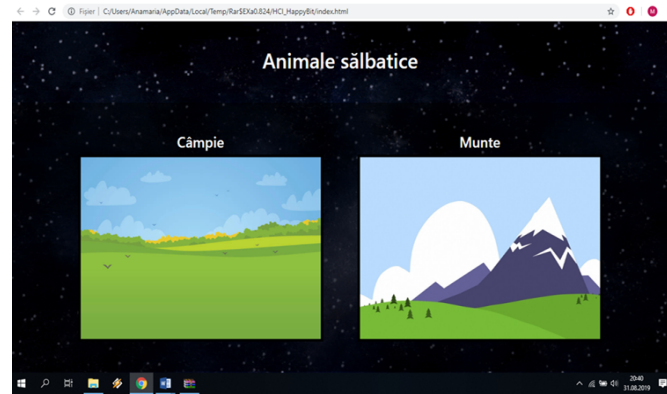 Fișier | C:/Users/Anamaria/AppData/Local/Temp/Rar$EXa0.824/HCI_HappyBit/index.html
M
Animale sălbatice
Câmpie
Munte
20:40
31.08.2019